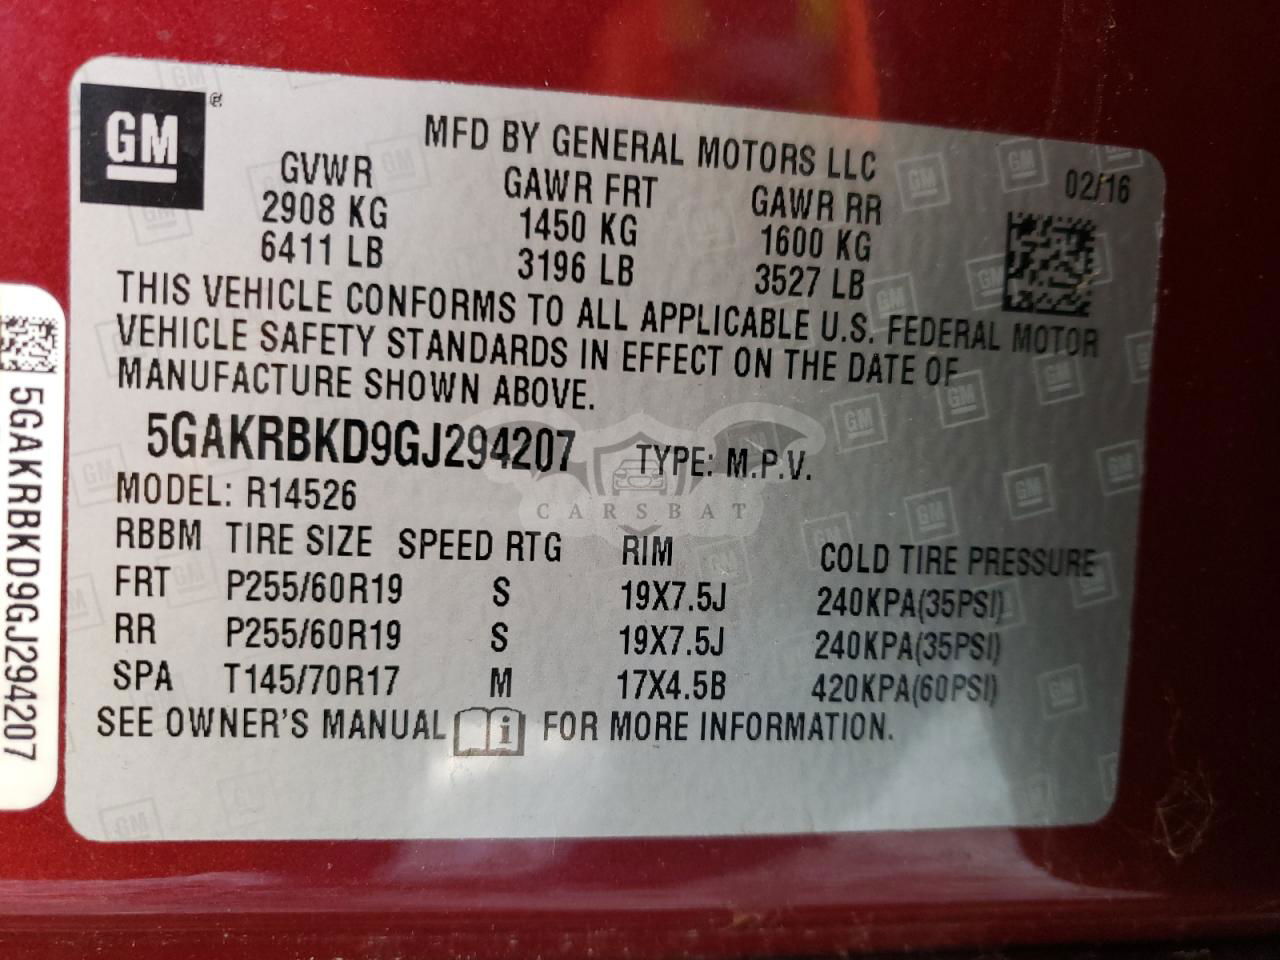 GM
MFD BY GENERAL MOTORS LLC
02/16
GVWR GAWR FRT GAWR RR
2908 KG 1450 KG 1600 KG
6411 LB 3196 LB 3527 LB
THIS VEHICLE CONFORMS TO ALL APPLICABLE U.S. FEDERAL MOTOR
VEHICLE SAFETY STANDARDS IN EFFECT ON THE DATE OF
MANUFACTURE SHOWN ABOVE.
5GAKRBKD9GJ294207 TYPE: M.P.V.
MODEL: R14526
CARSBAT
RBBM TIRE SIZE SPEED RTG RIM COLD TIRE PRESSURE
FRT P255/60R19 S 19X7.5J 240KPA(35PSI)
RR P255/60R19 S 19X7.5J 240KPA(35PSI)
SPA T145/70R17 M 17X4.5B 420KPA(60PSI)
SEE OWNER'S MANUAL i FOR MORE INFORMATION.
5GAKRBKD9GJ294207